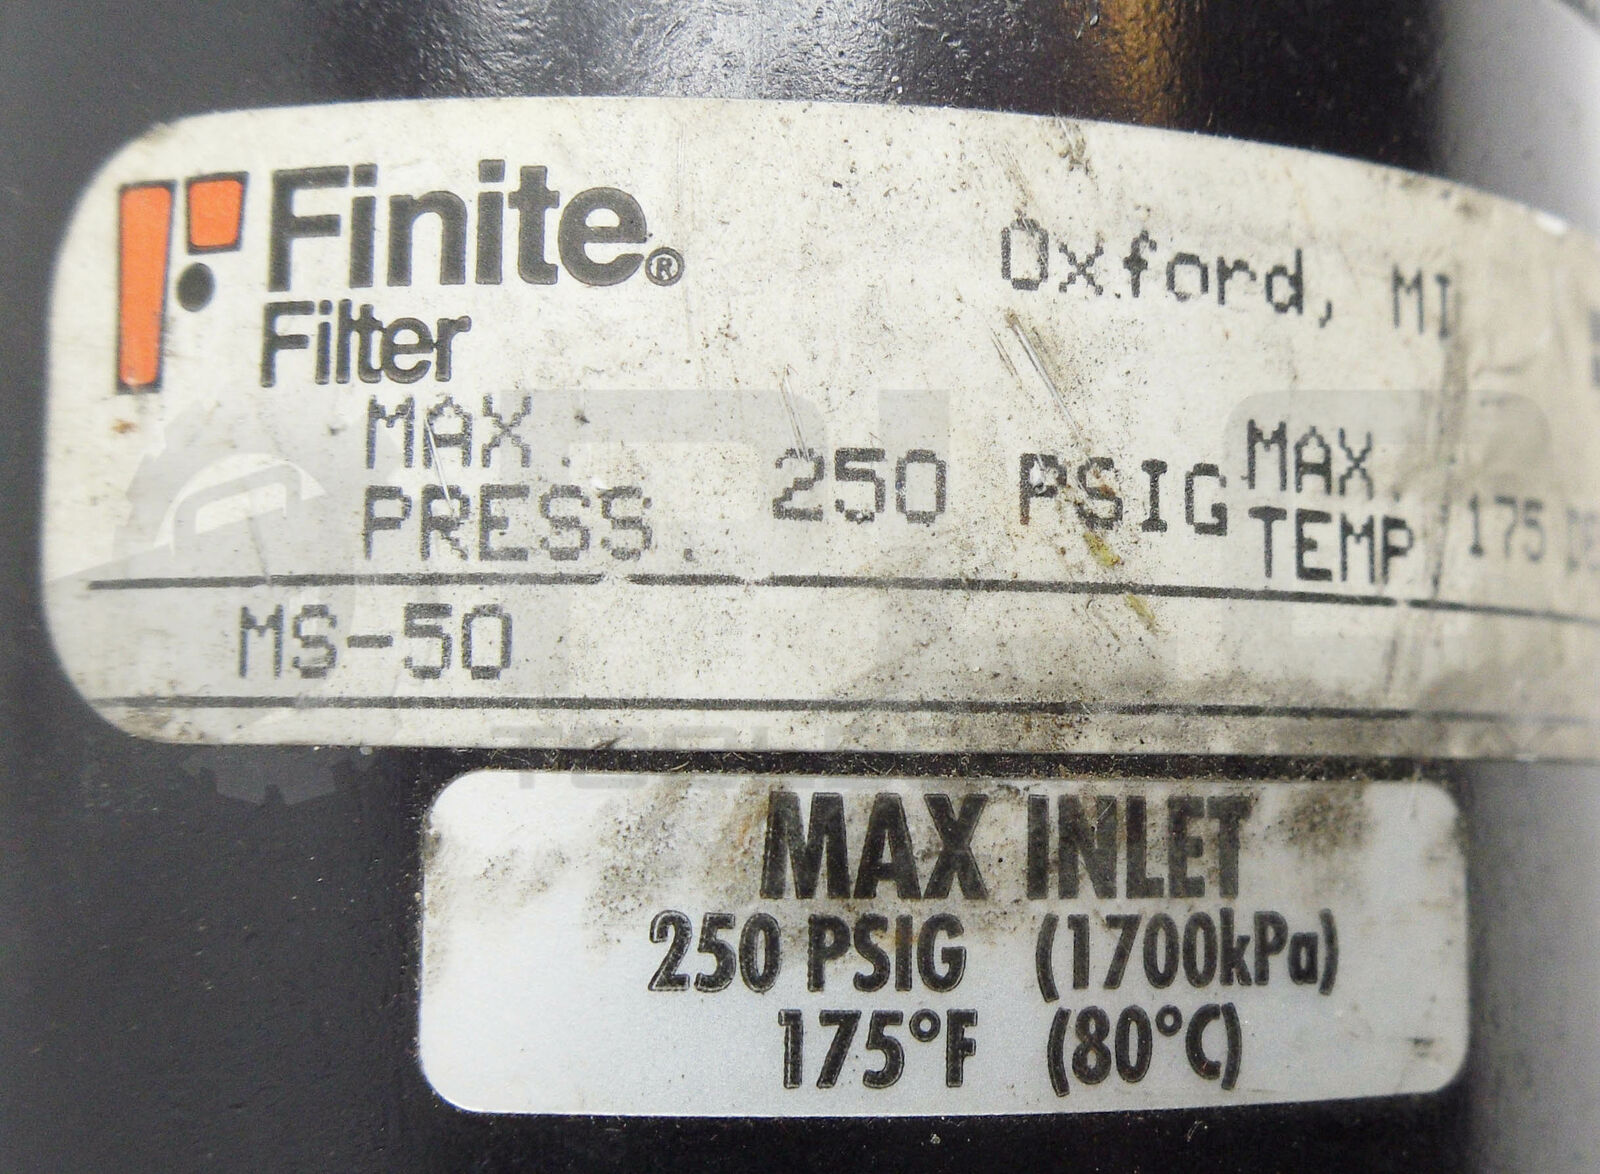 Finite®
Filter
Oxford, MI
MAX.
PRESS. 250 PSIG
MAX.
TEMP. 175
MS-50
MAX INLET
250 PSIG (1700kPa)
175°F (80°C)